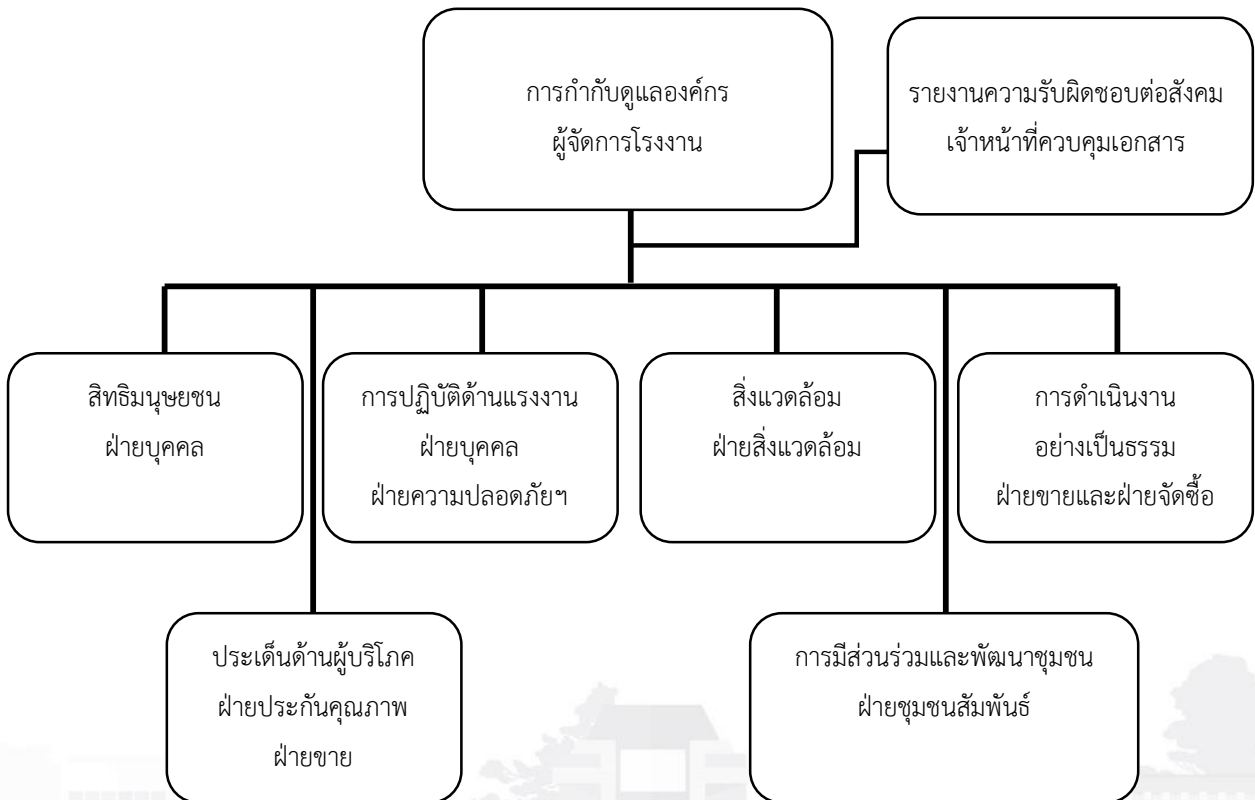 การกำกับดูแลองค์กร
ผู้จัดการโรงงาน
รายงานความรับผิดชอบต่อสังคม
เจ้าหน้าที่ควบคุมเอกสาร
สิทธิมนุษยชน
ฝ่ายบุคคล
การปฏิบัติด้านแรงงาน
ฝ่ายบุคคล
ฝ่ายความปลอดภัยฯ
สิ่งแวดล้อม
ฝ่ายสิ่งแวดล้อม
การดำเนินงาน
อย่างเป็นธรรม
ฝ่ายขายและฝ่ายจัดซื้อ
ประเด็นด้านผู้บริโภค
ฝ่ายประกันคุณภาพ
ฝ่ายขาย
การมีส่วนร่วมและพัฒนาชุมชน
ฝ่ายชุมชนสัมพันธ์